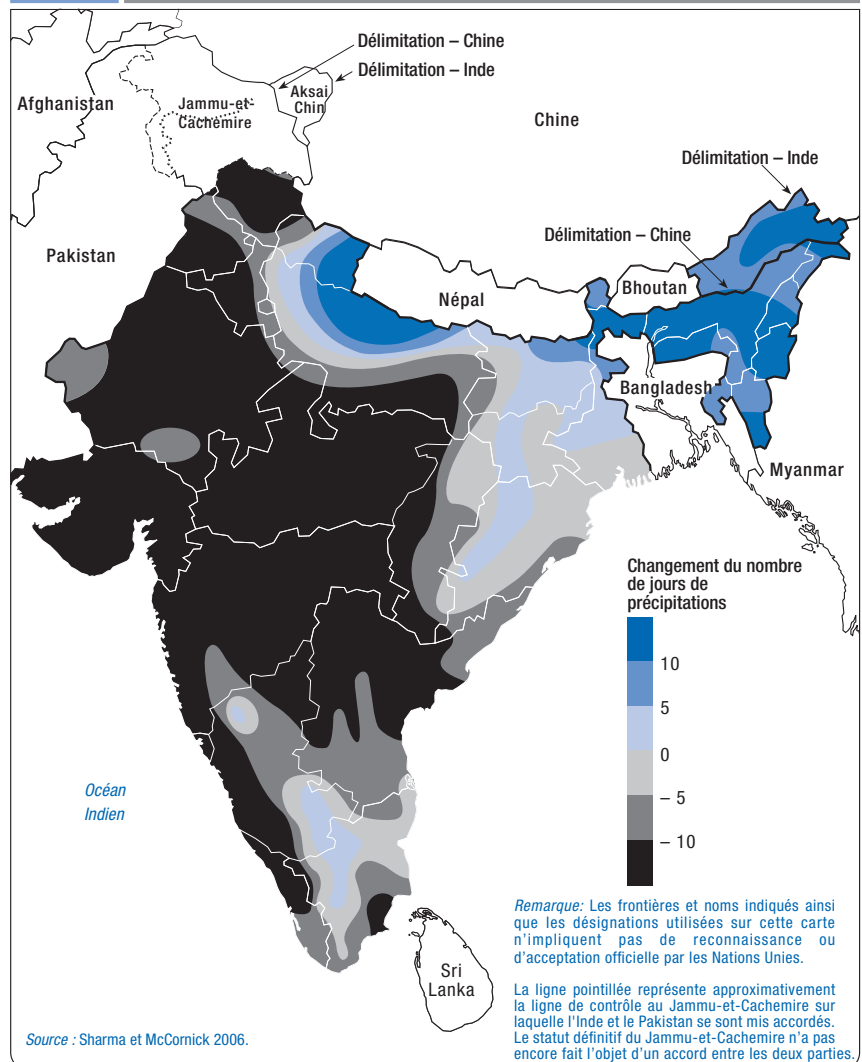 Délimitation – Chine
Délimitation – Inde
Afghanistan
Jammu-et-
Cachemire
Aksai
Chin
Chine
Délimitation – Inde
Délimitation – Chine
Pakistan
Népal
Bhoutan
Bangladesh
Myanmar
Changement du nombre
de jours de
précipitations
10
5
0
– 5
– 10
Océan
Indien
Sri
Lanka
Remarque: Les frontières et noms indiqués ainsi
que les désignations utilisées sur cette carte
n'impliquent pas de reconnaissance ou
d'acceptation officielle par les Nations Unies.
La ligne pointillée représente approximativement
la ligne de contrôle au Jammu-et-Cachemire sur
laquelle l'Inde et le Pakistan se sont mis accordés.
Le statut définitif du Jammu-et-Cachemire n'a pas
encore fait l'objet d'un accord entre les deux parties.
Source : Sharma et McCornick 2006.